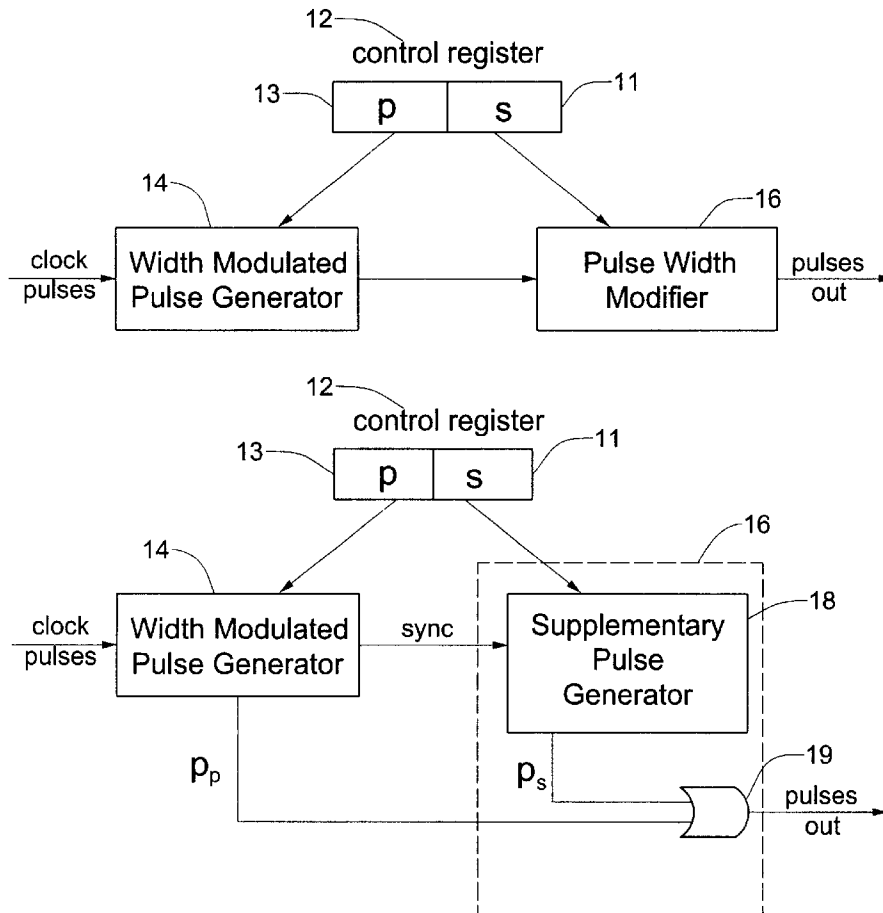 12
control register
13
11
p
s
14
16
clock
pulses
Width Modulated
Pulse Generator
Pulse Width
Modifier
pulses
out
12
control register
13
11
p
s
16
14
18
clock
pulses
Width Modulated
Pulse Generator
sync
Supplementary
Pulse
Generator
pp
ps
19
pulses
out